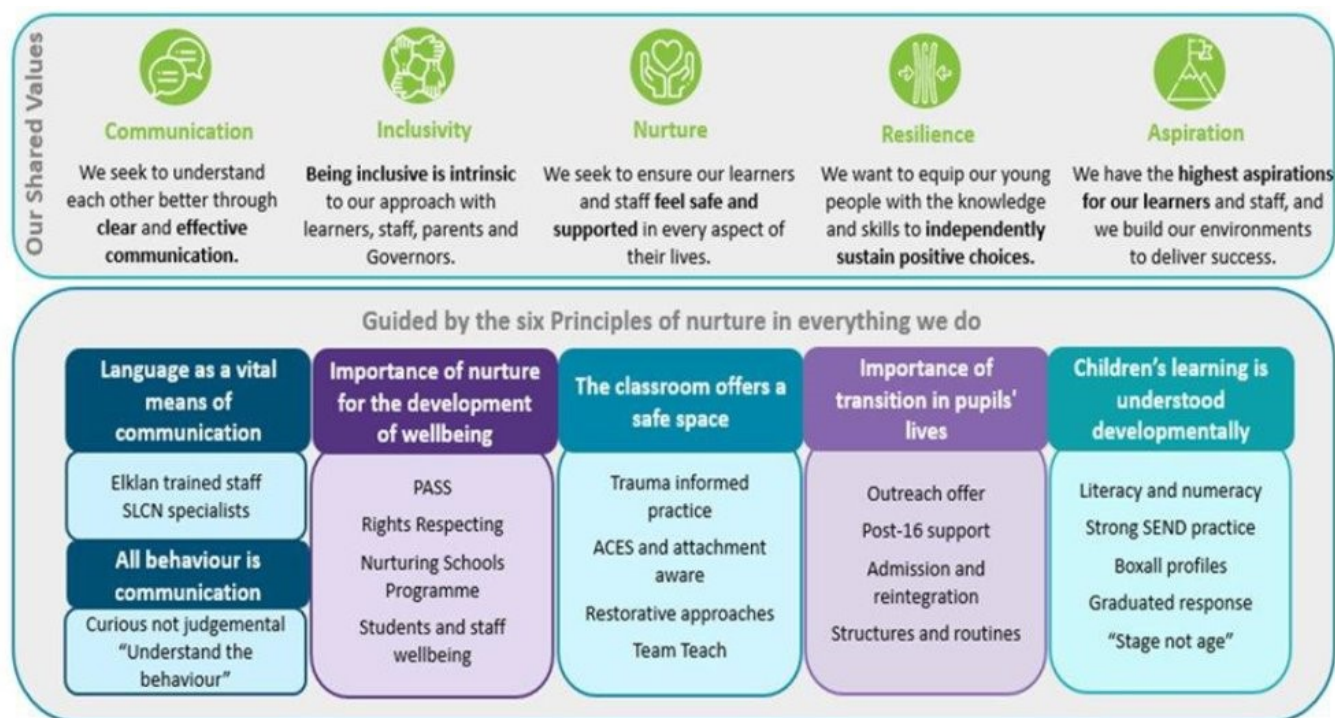 Our Shared Values
Communication
We seek to understand
each other better through
clear and effective
communication.
Inclusivity
Being inclusive is intrinsic
to our approach with
learners, staff, parents and
Governors.
Nurture
We seek to ensure our learners
and staff feel safe and
supported in every aspect of
their lives.
Resilience
We want to equip our young
people with the knowledge
and skills to independently
sustain positive choices.
Aspiration
We have the highest aspirations
for our learners and staff, and
we build our environments
to deliver success.
Guided by the six Principles of nurture in everything we do
Language as a vital
means of
communication
Elklan trained staff
SLCN specialists
All behaviour is
communication
Curious not judgemental
“Understand the
behaviour”
Importance of nurture
for the development
of wellbeing
PASS
Rights Respecting
Nurturing Schools
Programme
Students and staff
wellbeing
The classroom offers a
safe space
Trauma informed
practice
ACES and attachment
aware
Restorative approaches
Team Teach
Importance of
transition in pupils'
lives
Outreach offer
Post-16 support
Admission and
reintegration
Structures and routines
Children’s learning is
understood
developmentally
Literacy and numeracy
Strong SEND practice
Boxall profiles
Graduated response
“Stage not age”